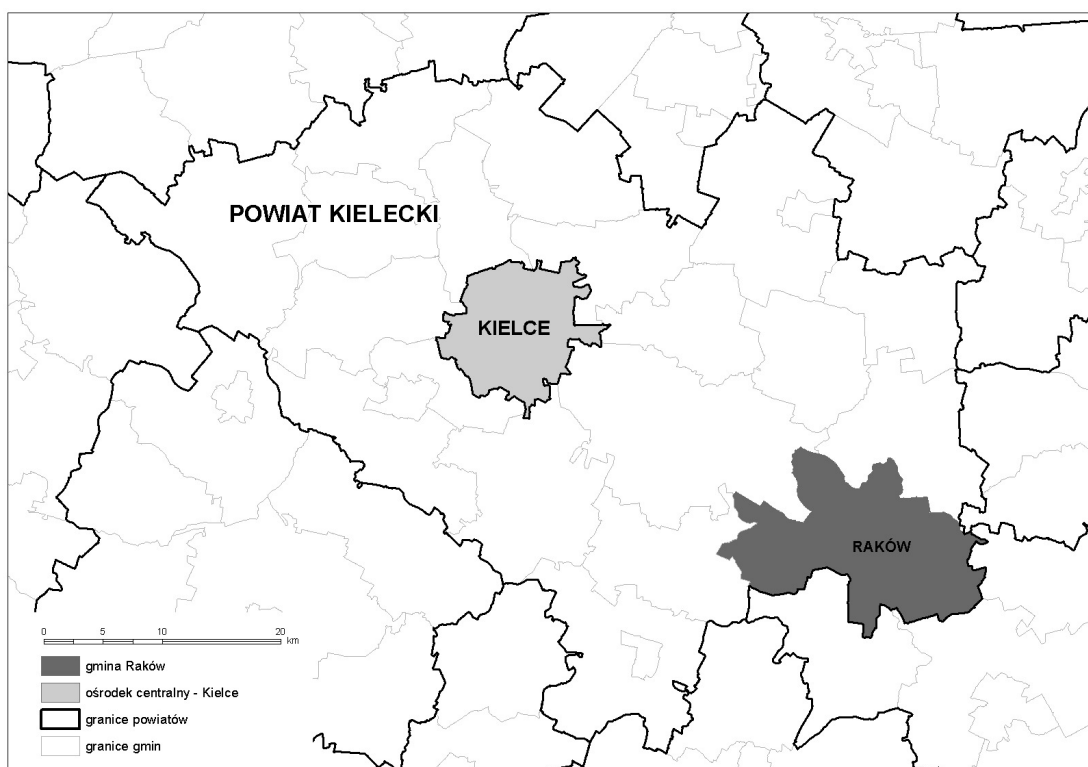 POWIAT KIELECKI
KIELCE
RAKÓW
0 5 10 20
km
gmina Raków
ośrodek centralny - Kielce
granice powiatów
granice gmin